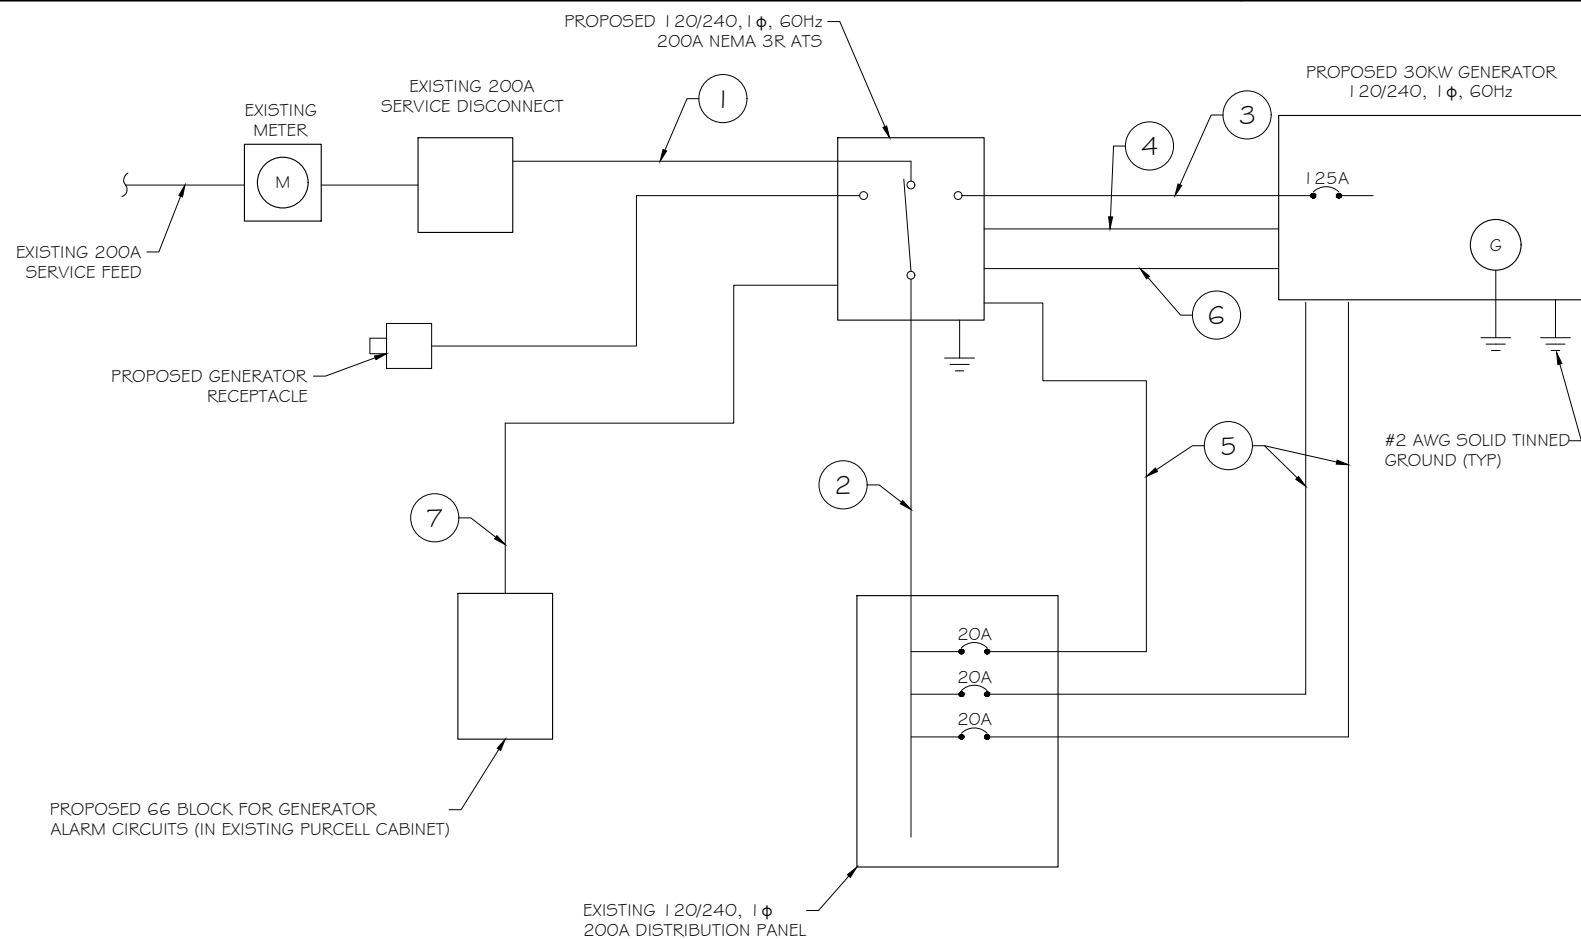 PROPOSED 120/240, 1ϕ, 60Hz
200A NEMA 3R ATS
EXISTING 200A
SERVICE DISCONNECT
EXISTING
METER
M
1
PROPOSED 30KW GENERATOR
120/240, 1ϕ, 60Hz
3
4
125A
G
EXISTING 200A
SERVICE FEED
6
PROPOSED GENERATOR
RECEPTACLE
#2 AWG SOLID TINNED
GROUND (TYP)
5
2
7
20A
20A
20A
PROPOSED 66 BLOCK FOR GENERATOR
ALARM CIRCUITS (IN EXISTING PURCELL CABINET)
EXISTING 120/240, 1ϕ
200A DISTRIBUTION PANEL